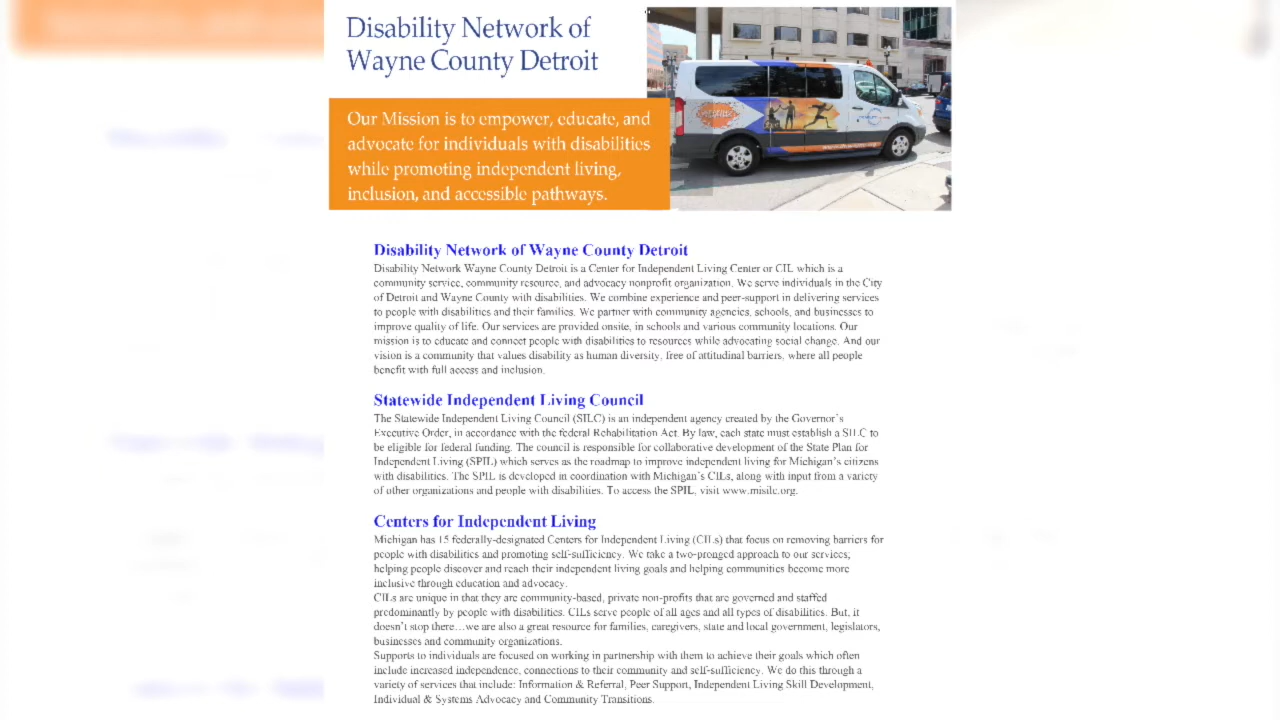 Disability Network of
Wayne County Detroit
Our Mission is to empower, educate, and
advocate for individuals with disabilities
while promoting independent living,
inclusion, and accessible pathways.
Disability Network of Wayne County Detroit
Disability Network Wayne County Detroit is a Center for Independent Living Center or CIL which is a
community service, community resource, and advocacy nonprofit organization. We serve individuals in the City
of Detroit and Wayne County with disabilities. We combine experience and peer-support in delivering services
to people with disabilities and their families. We partner with community agencies, schools, and businesses to
improve quality of life. Our services are provided onsite, in schools and various community locations. Our
mission is to educate and connect people with disabilities to resources while advocating social change. And our
vision is a community that values disability as human diversity, free of attitudinal barriers, where all people
benefit with full access and inclusion.
Statewide Independent Living Council
The Statewide Independent Living Council (SILC) is an independent agency created by the Governor's
Executive Order, in accordance with the federal Rehabilitation Act. By law, each state must establish a SILC to
be eligible for federal funding. The council is responsible for collaborative development of the State Plan for
Independent Living (SPIL) which serves as the roadmap to improve independent living for Michigan's citizens
with disabilities. The SPIL is developed in coordination with Michigan's CILs, along with input from a variety
of other organizations and people with disabilities. To access the SPIL, visit www.misilc.org.
Centers for Independent Living
Michigan has 15 federally-designated Centers for Independent Living (CILs) that focus on removing barriers for
people with disabilities and promoting self-sufficiency. We take a two-pronged approach to our services;
helping people discover and reach their independent living goals and helping communities become more
inclusive through education and advocacy.
CILs are unique in that they are community-based, private non-profits that are governed and staffed
predominantly by people with disabilities. CILs serve people of all ages and all types of disabilities. But, it
doesn't stop there…we are also a great resource for families, caregivers, state and local government, legislators,
businesses and community organizations.
Supports to individuals are focused on working in partnership with them to achieve their goals which often
include increased independence, connections to their community and self-sufficiency. We do this through a
variety of services that include: Information & Referral, Peer Support, Independent Living Skill Development,
Individual & Systems Advocacy and Community Transitions.